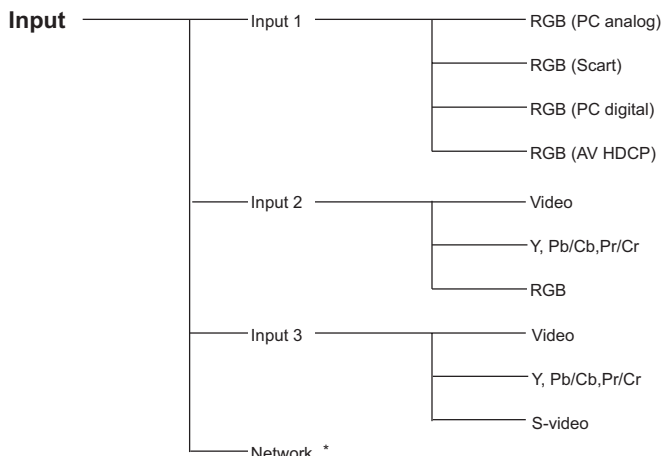 Input
Input 1
RGB (PC analog)
RGB (Scart)
RGB (PC digital)
RGB (AV HDCP)
Input 2
Video
Y, Pb/Cb,Pr/Cr
RGB
Input 3
Video
Y, Pb/Cb,Pr/Cr
S-video
Network *